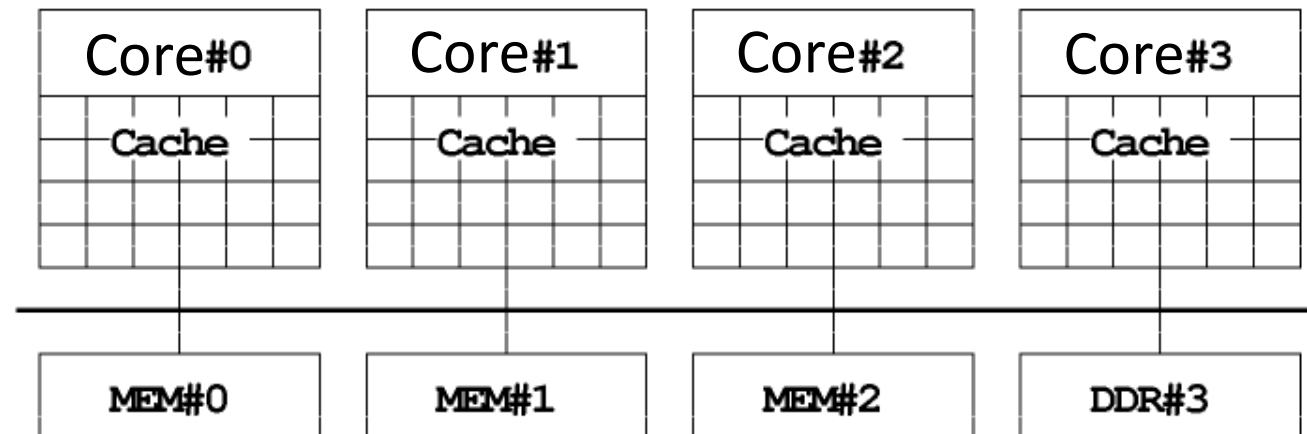 Core#0 Core#1 Core#2 Core#3
Cache Cache Cache Cache
MEM#0 MEM#1 MEM#2 DDR#3